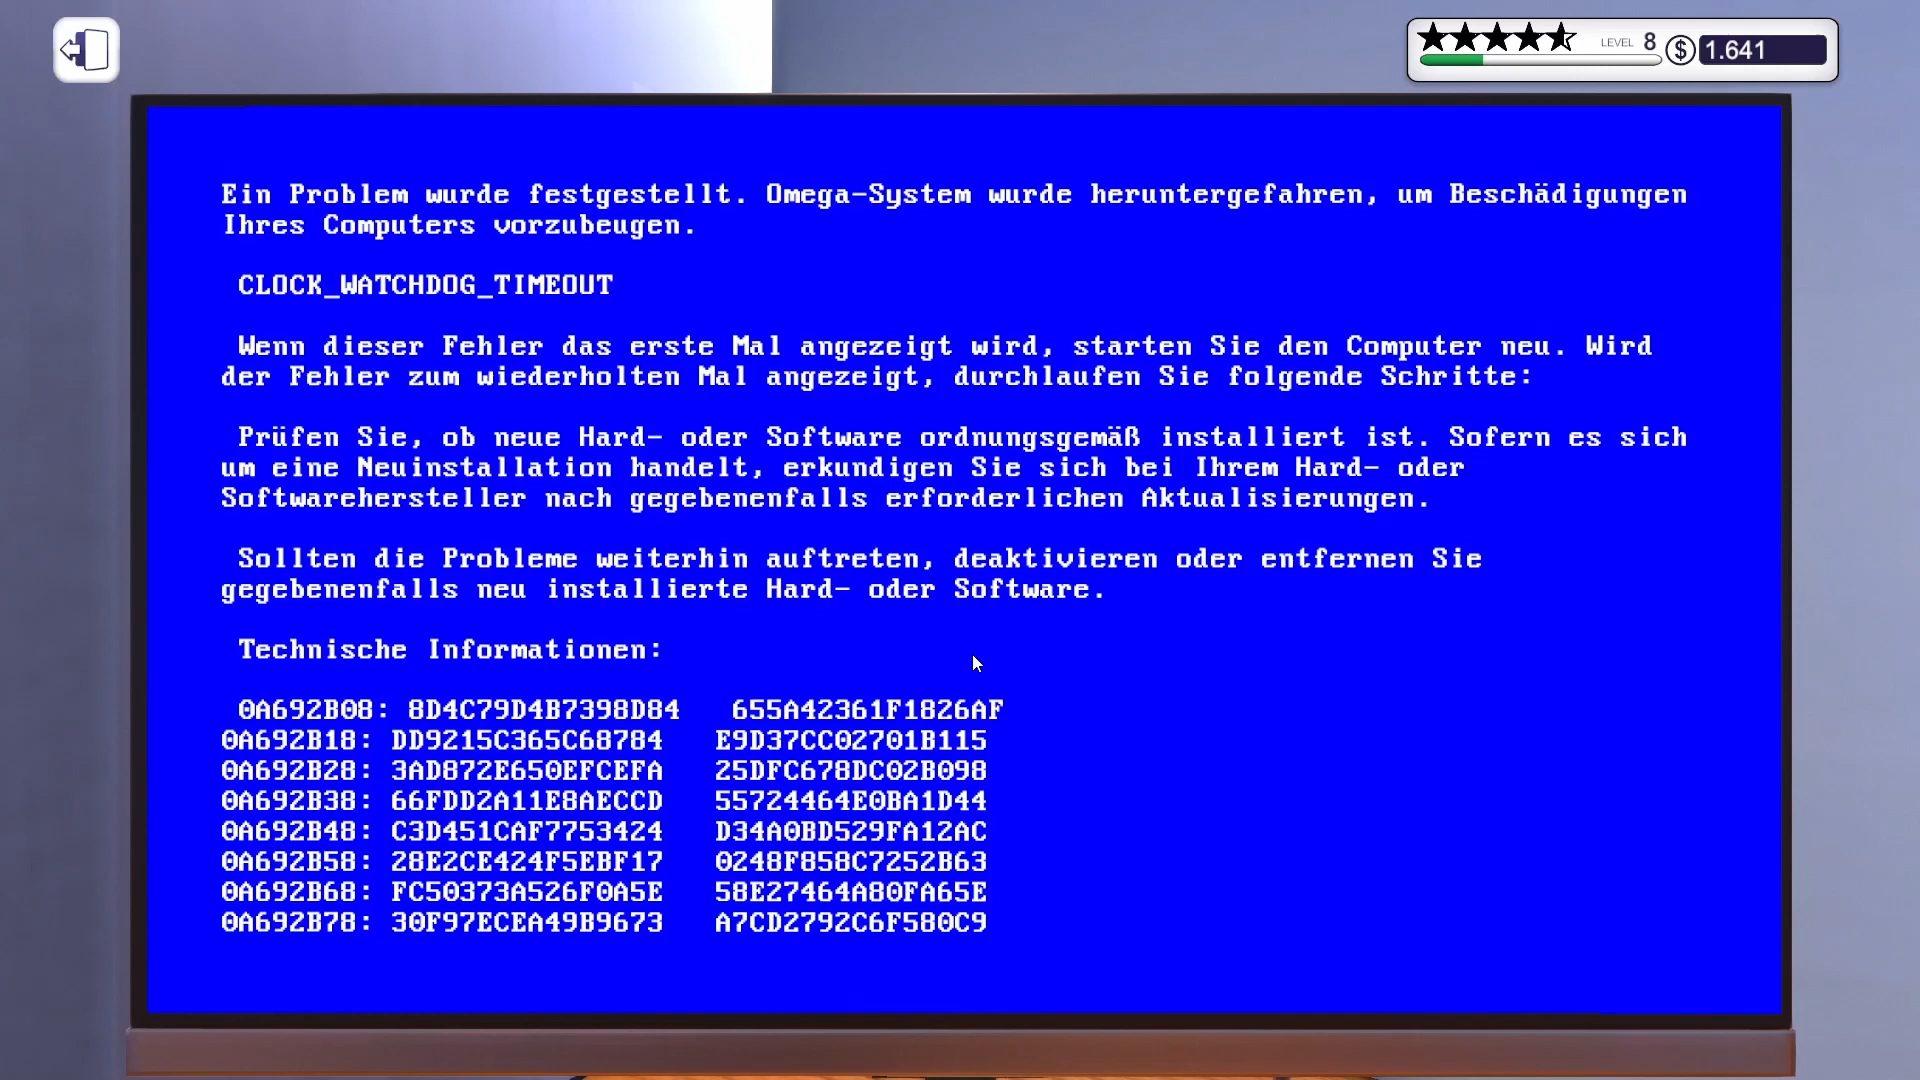 LEVEL 8 $ 1.641
Ein Problem wurde festgestellt. Omega-System wurde heruntergefahren, um Beschädigungen
Ihres Computers vorzubeugen.
CLOCK_WATCHDOG_TIMEOUT
Wenn dieser Fehler das erste Mal angezeigt wird, starten Sie den Computer neu. Wird
der Fehler zum wiederholten Mal angezeigt, durchlaufen Sie folgende Schritte:
Prüfen Sie, ob neue Hard- oder Software ordnungsgemäß installiert ist. Sofern es sich
um eine Neuinstallation handelt, erkundigen Sie sich bei Ihrem Hard- oder
Softwarehersteller nach gegebenenfalls erforderlichen Aktualisierungen.
Sollten die Probleme weiterhin auftreten, deaktivieren oder entfernen Sie
gegebenenfalls neu installierte Hard- oder Software.
Technische Informationen:
0A692B08: 8D4C79D4B7398D84 655A42361F1826AF
0A692B18: DD9215C365C68784 E9D37CC02701B115
0A692B28: 3AD872E650EFCEFA 25DFC678DC02B098
0A692B38: 66FDD2A11E8AECCD 55724464E0BA1D44
0A692B48: C3D451CAF7753424 D34A0BD529FA12AC
0A692B58: 28E2CE424F5EBF17 0248F858C7252B63
0A692B68: FC50373A526F0A5E 58E27464A80FA65E
0A692B78: 30F97ECEA49B9673 A7CD2792C6F580C9